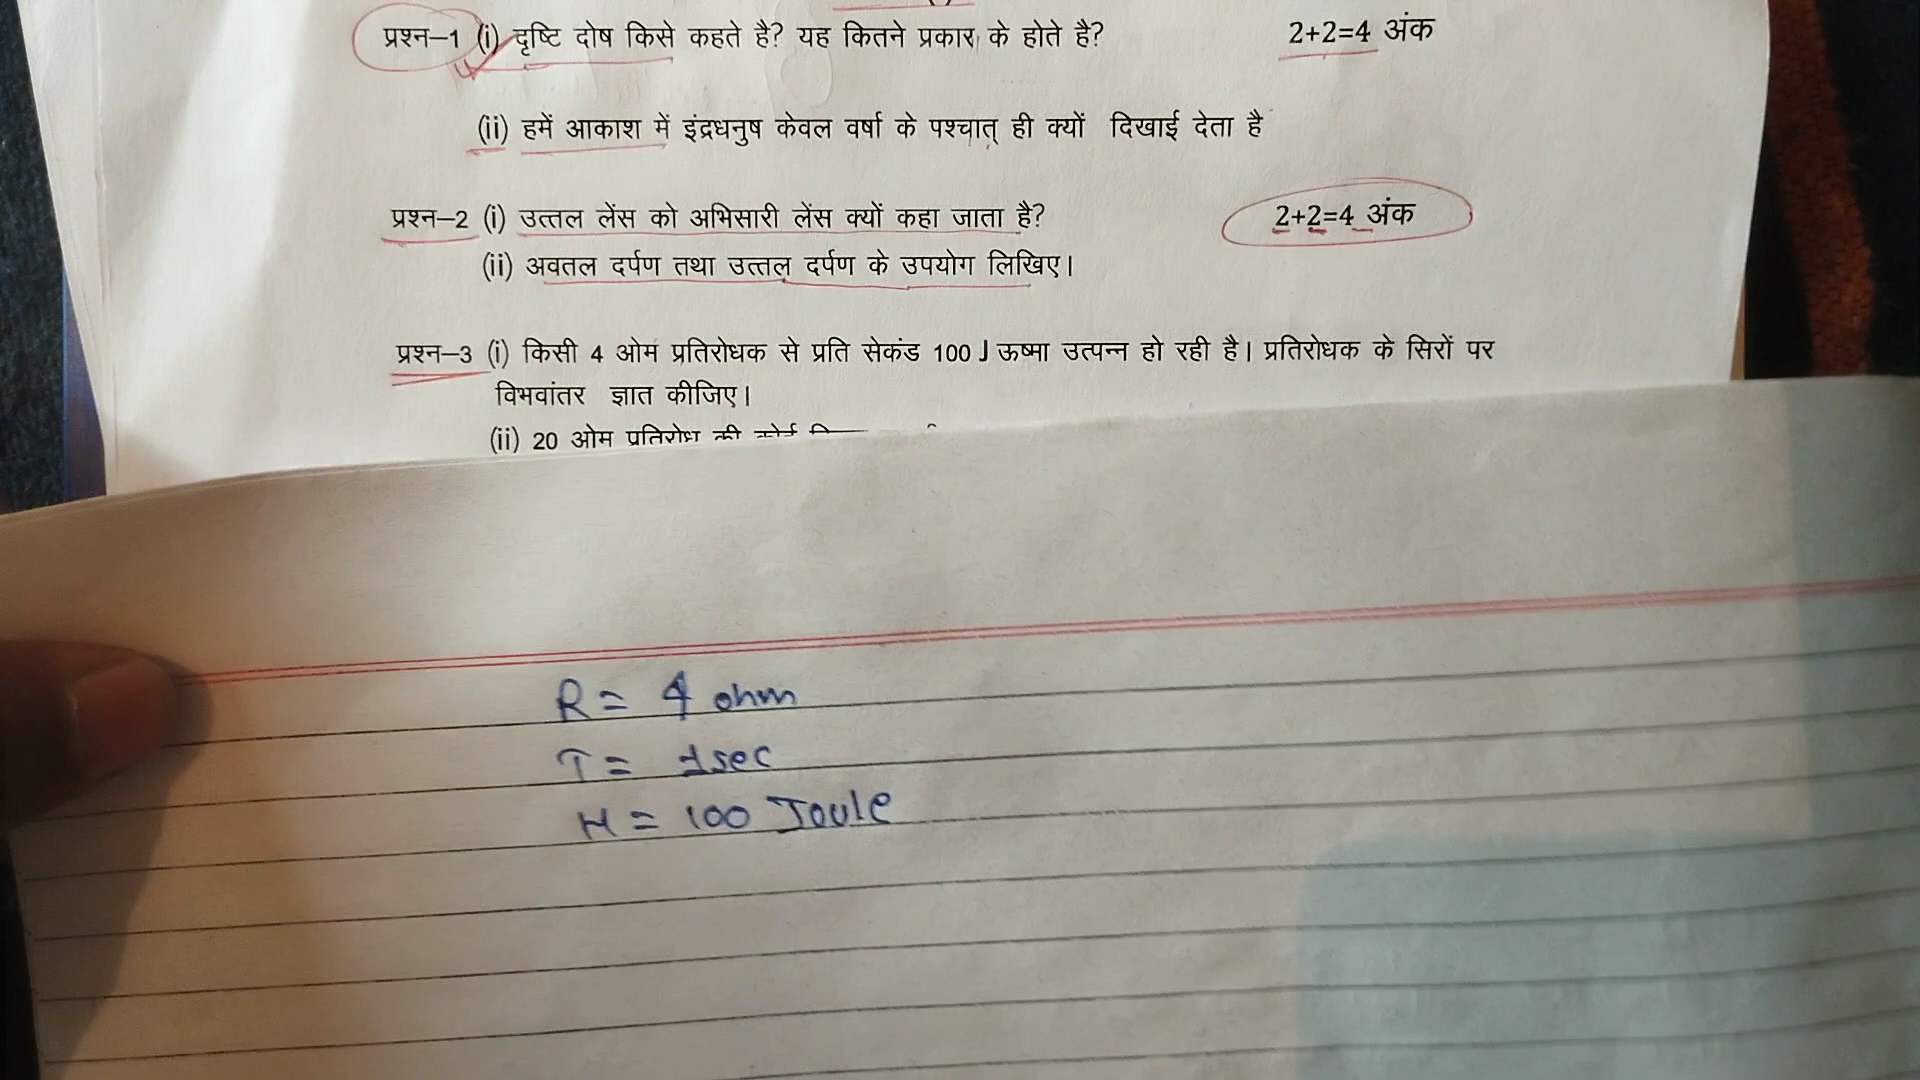 प्रश्न–1 (i) दृष्टि दोष किसे कहते है? यह कितने प्रकार के होते है? 2+2=4 अंक
(ii) हमें आकाश में इंद्रधनुष केवल वर्षा के पश्चात् ही क्यों दिखाई देता है
प्रश्न–2 (i) उत्तल लेंस को अभिसारी लेंस क्यों कहा जाता है? 2+2=4 अंक
(ii) अवतल दर्पण तथा उत्तल दर्पण के उपयोग लिखिए।
प्रश्न–3 (i) किसी 4 ओम प्रतिरोधक से प्रति सेकंड 100 J ऊष्मा उत्पन्न हो रही है। प्रतिरोधक के सिरों पर
विभवांतर ज्ञात कीजिए।
(ii) 20 ओम प्रतिरोध की कोई
R = 4 ohm
T = 1sec
H = 100 Joule